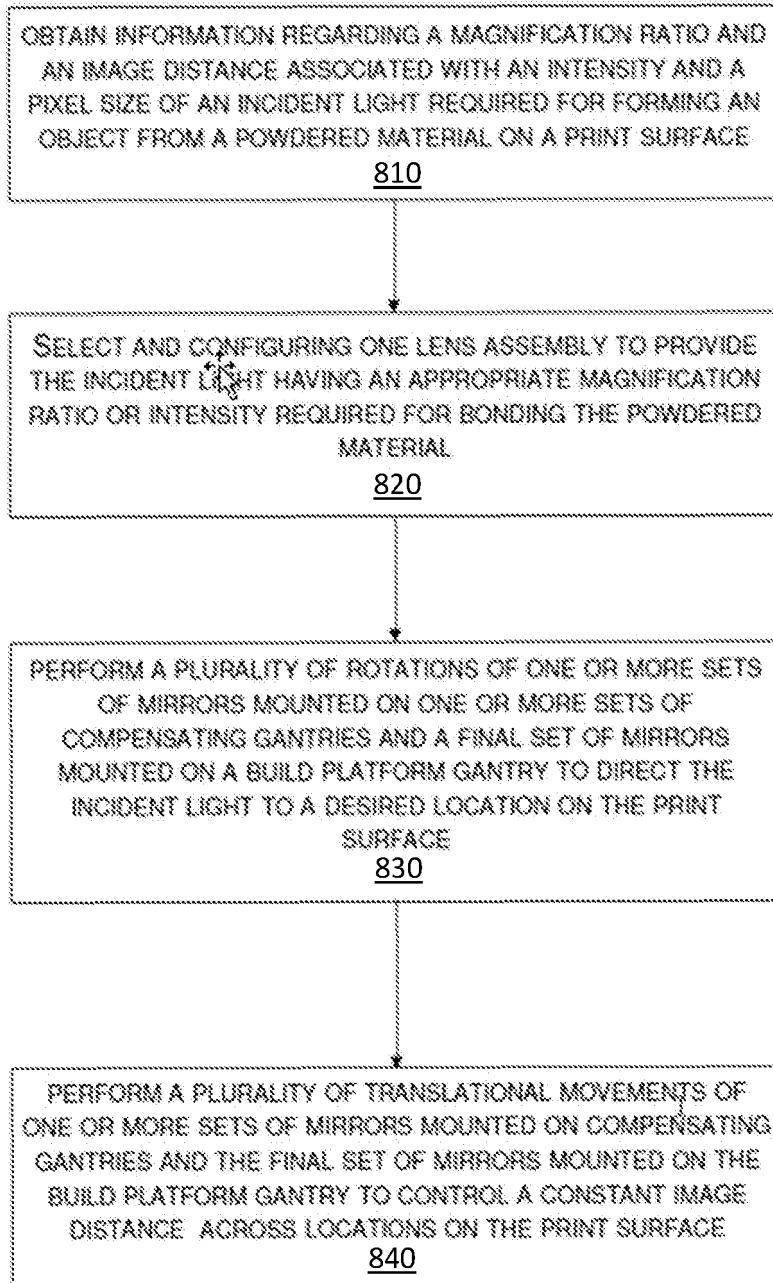 OBTAIN INFORMATION REGARDING A MAGNIFICATION RATIO AND
AN IMAGE DISTANCE ASSOCIATED WITH AN INTENSITY AND A
PIXEL SIZE OF AN INCIDENT LIGHT REQUIRED FOR FORMING AN
OBJECT FROM A POWDERED MATERIAL ON A PRINT SURFACE
810
SELECT AND CONFIGURING ONE LENS ASSEMBLY TO PROVIDE
THE INCIDENT LIGHT HAVING AN APPROPRIATE MAGNIFICATION
RATIO OR INTENSITY REQUIRED FOR BONDING THE POWDERED
MATERIAL
820
PERFORM A PLURALITY OF ROTATIONS OF ONE OR MORE SETS
OF MIRRORS MOUNTED ON ONE OR MORE SETS OF
COMPENSATING GANTRIES AND A FINAL SET OF MIRRORS
MOUNTED ON A BUILD PLATFORM GANTRY TO DIRECT THE
INCIDENT LIGHT TO A DESIRED LOCATION ON THE PRINT
SURFACE
830
PERFORM A PLURALITY OF TRANSLATIONAL MOVEMENTS OF
ONE OR MORE SETS OF MIRRORS MOUNTED ON COMPENSATING
GANTRIES AND THE FINAL SET OF MIRRORS MOUNTED ON THE
BUILD PLATFORM GANTRY TO CONTROL A CONSTANT IMAGE
DISTANCE ACROSS LOCATIONS ON THE PRINT SURFACE
840